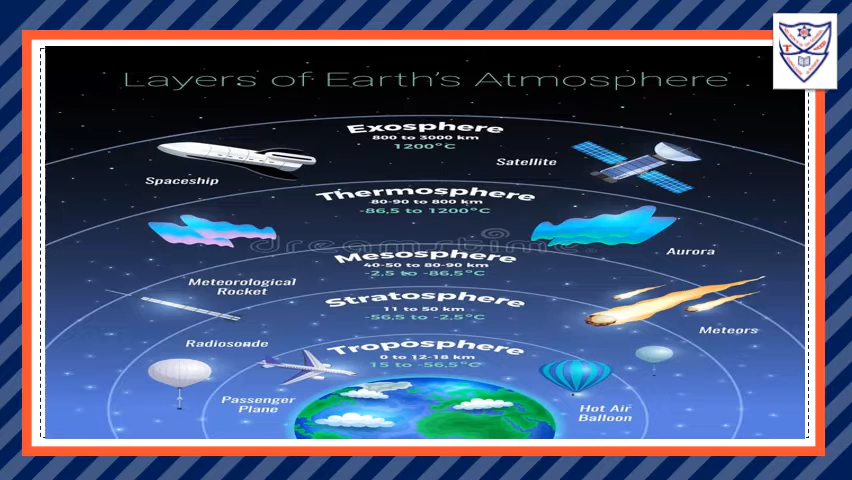 Layers of Earth's Atmosphere
Exosphere
800 to 3000 km
1200°C
Spaceship
Satellite
Thermosphere
80-90 to 800 km
-86,5 to 1200°C
Aurora
dreamstime.
Mesosphere
40-50 to 80-90 km
-2,5 to -86,5°C
Meteorological
Rocket
Stratosphere
11 to 50 km
-56,5 to -2,5°C
Meteors
Radiosonde
Troposphere
0 to 12-18 km
15 to -56,5°C
Passenger
Plane
Hot Air
Balloon